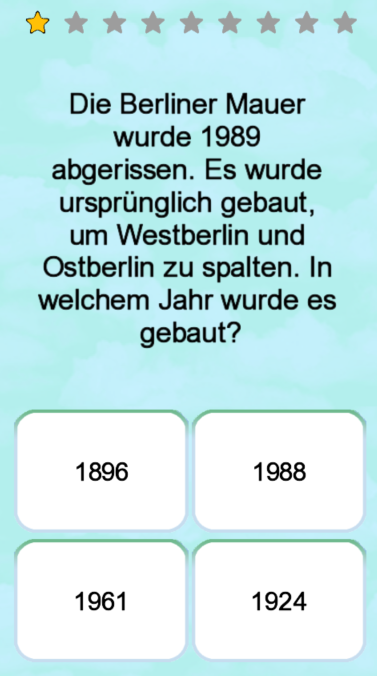 Die Berliner Mauer
wurde 1989
abgerissen. Es wurde
ursprünglich gebaut,
um Westberlin und
Ostberlin zu spalten. In
welchem Jahr wurde es
gebaut?
1896
1988
1961
1924